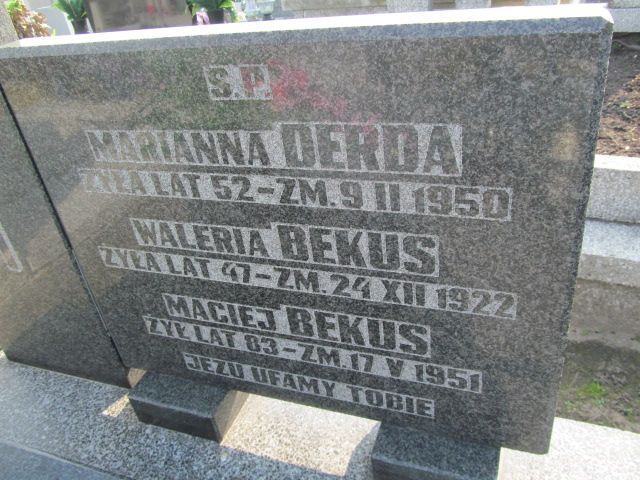 Ś.P.
MARIANNA DERDA
ŻYŁA LAT 52-ZM. 9 II 1950
WALERIA BEKUS
ŻYŁA LAT 47-ZM. 24 XII 1922
MACIEJ BEKUS
ŻYŁ LAT 83-ZM. 17 V 1951
JEZU UFAMY TOBIE